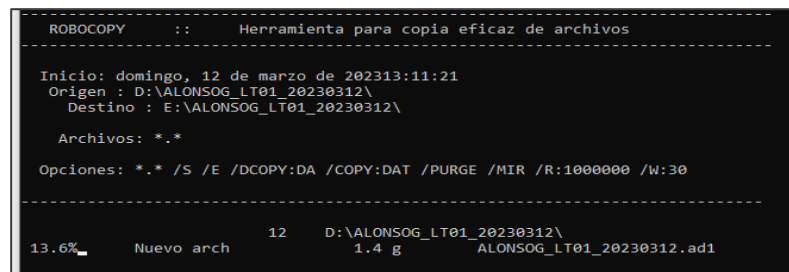 -------------------------------------------------------------------------------
ROBOCOPY :: Herramienta para copia eficaz de archivos
-------------------------------------------------------------------------------
Inicio: domingo, 12 de marzo de 202313:11:21
Origen : D:\ALONSOG_LT01_20230312\
Destino : E:\ALONSOG_LT01_20230312\
Archivos: *.*
Opciones: *.* /S /E /DCOPY:DA /COPY:DAT /PURGE /MIR /R:1000000 /W:30
------------------------------------------------------------------------------
12 D:\ALONSOG_LT01_20230312\
13.6% Nuevo arch 1.4 g ALONSOG_LT01_20230312.ad1